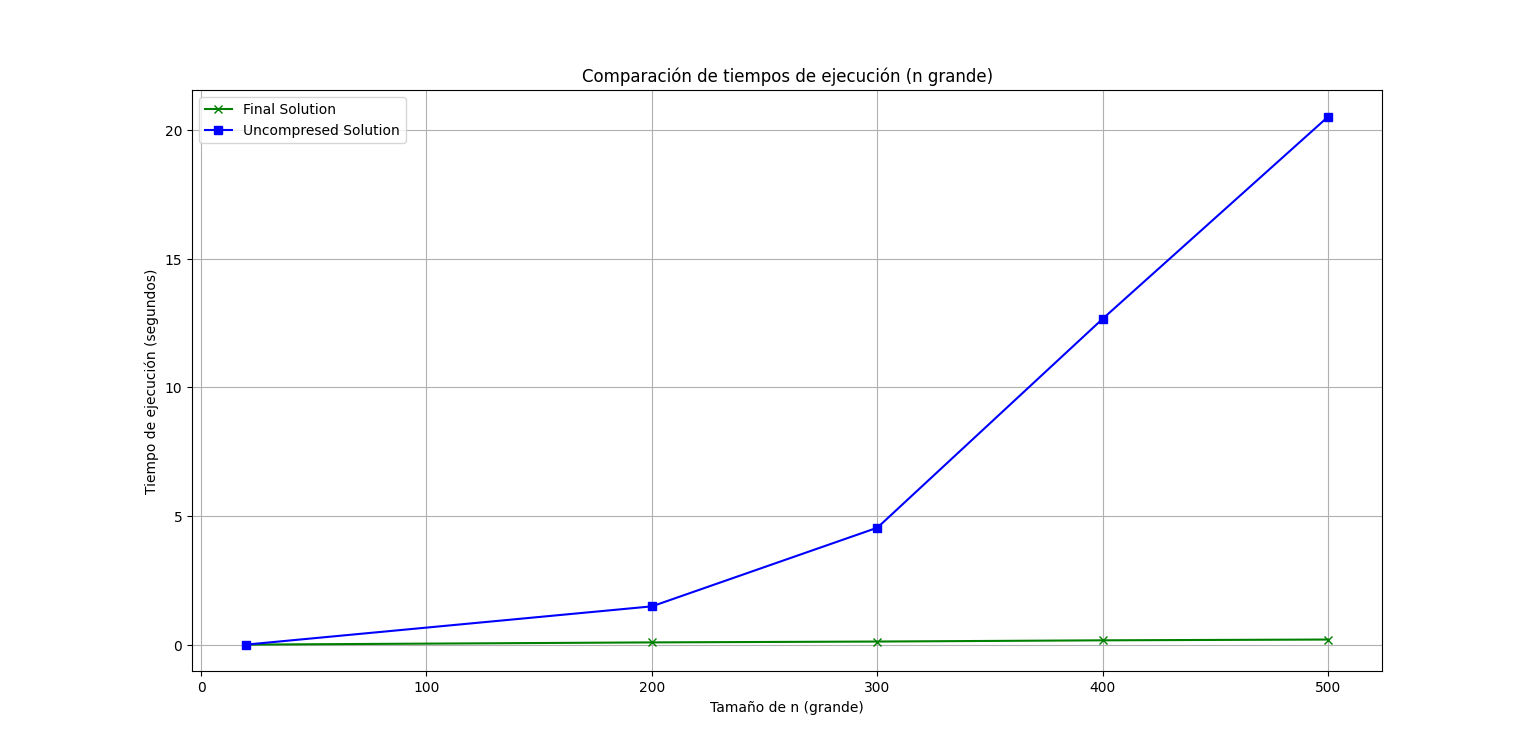 Comparación de tiempos de ejecución (n grande)
Final Solution
Uncompresed Solution
20
15
10
5
0
Tiempo de ejecución (segundos)
0
100
200
300
400
500
Tamaño de n (grande)